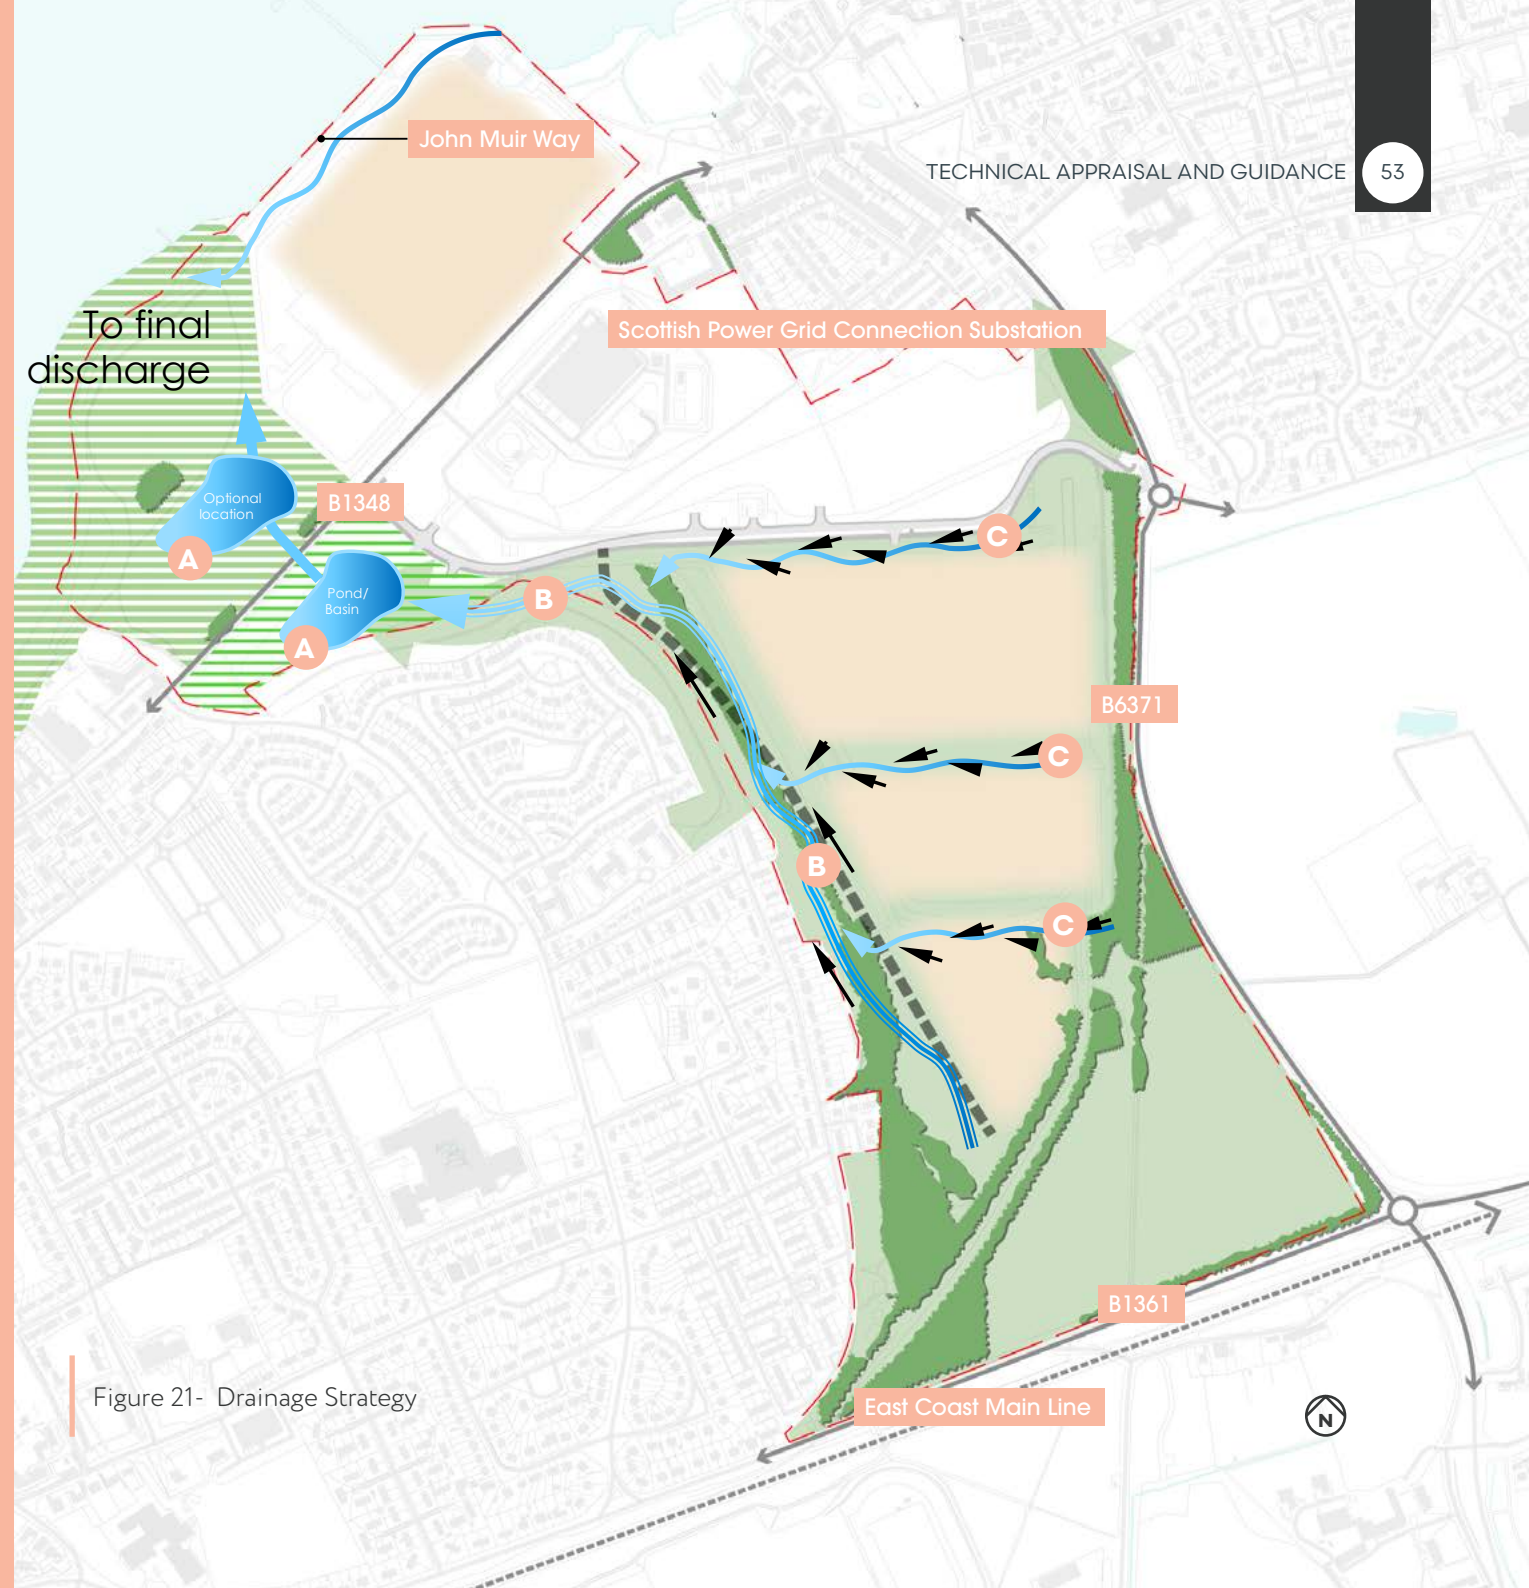 TECHNICAL APPRAISAL AND GUIDANCE
53
John Muir Way
Scottish Power Grid Connection Substation
To final
discharge
Optional
location
A
B1348
Pond/
Basin
A
B
C
B6371
C
B
C
B1361
East Coast Main Line
Figure 21- Drainage Strategy
N